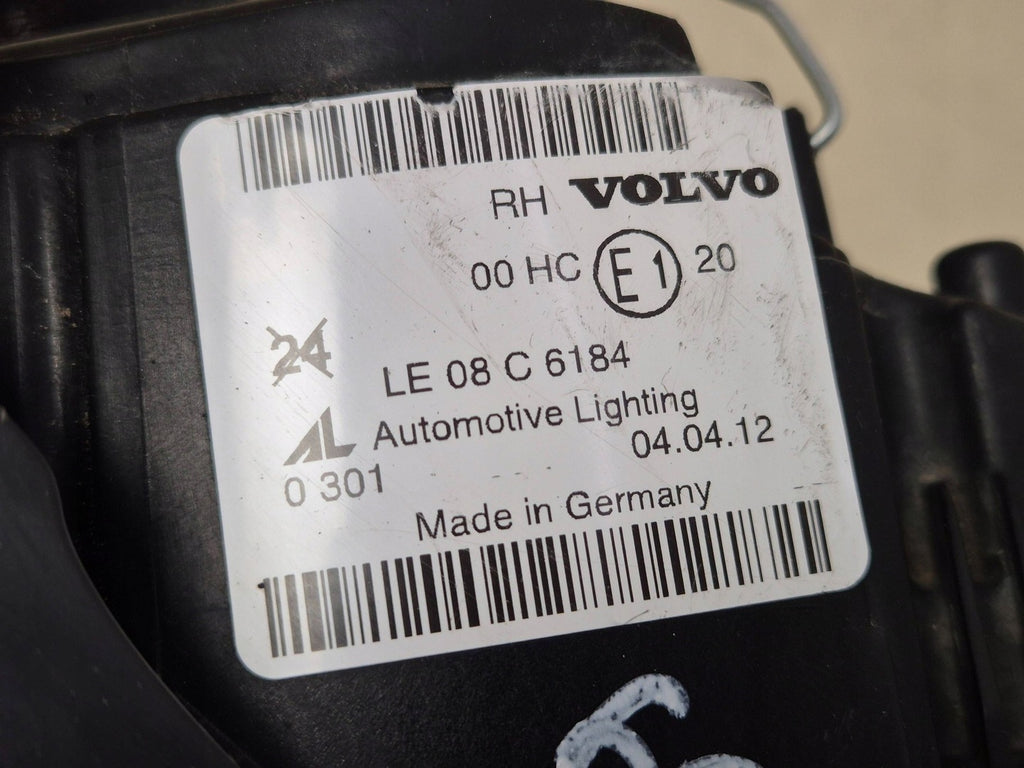 RH VOLVO
00 HC E1 20
24
LE 08 C 6184
AL Automotive Lighting
0 301 04.04.12
Made in Germany